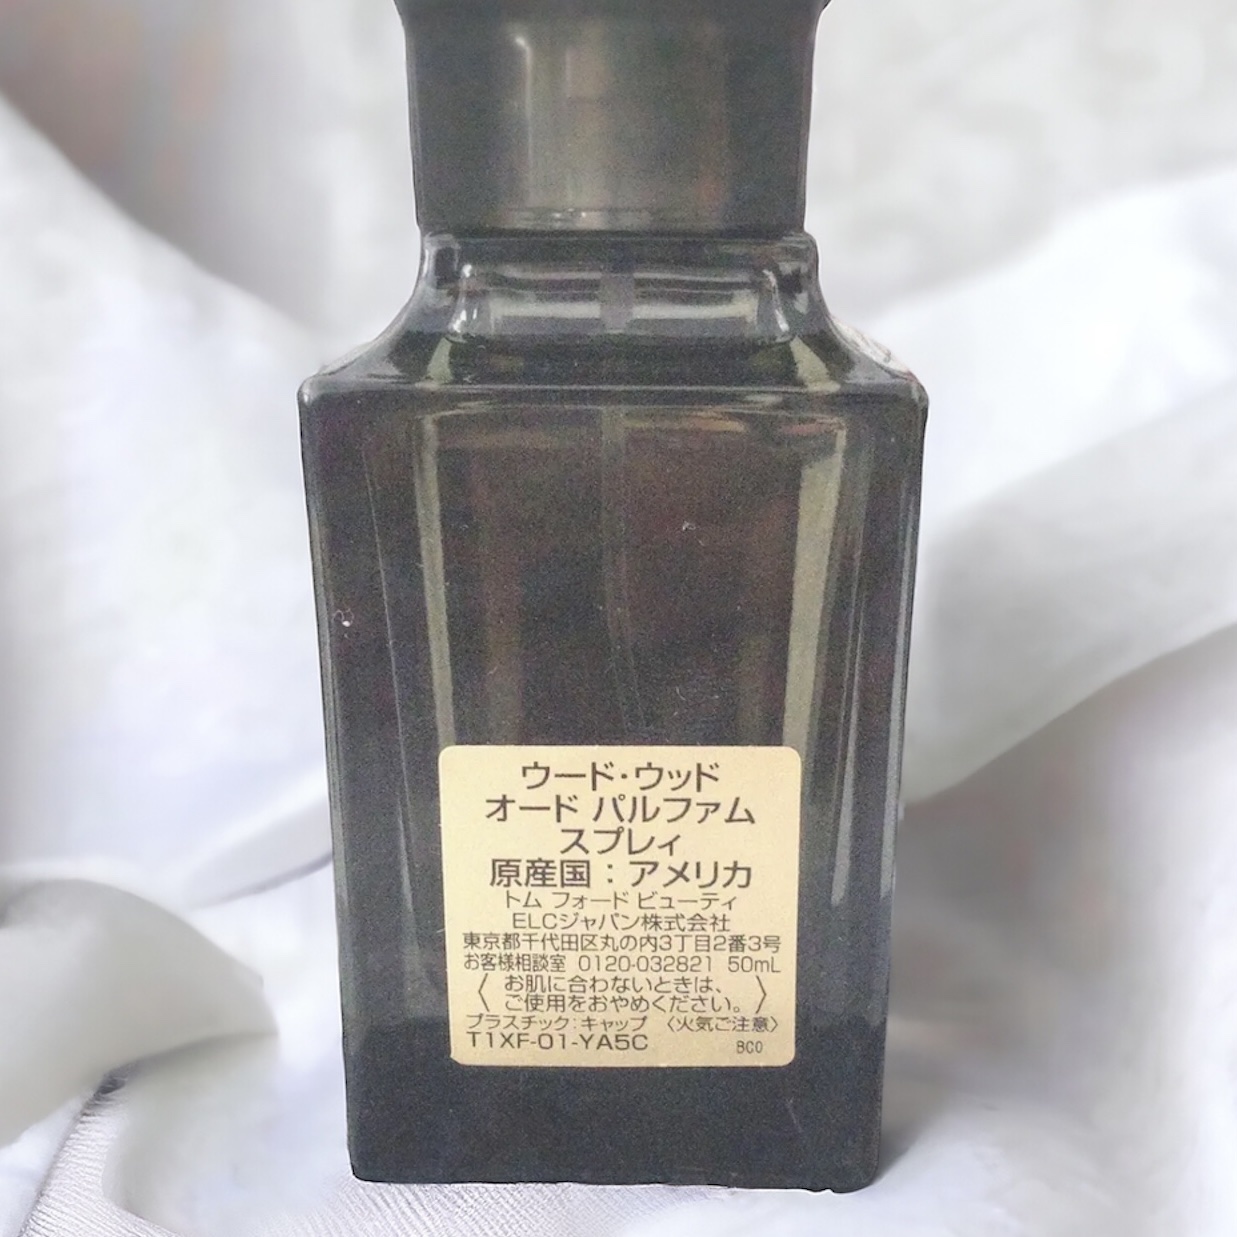 ウード・ウッド
オード パルファム
スプレィ
原産国：アメリカ
トム フォード ビューティ
ELCジャパン株式会社
東京都千代田区丸の内3丁目2番3号
お客様相談室 0120-032821 50mL
〈お肌に合わないときは、
ご使用をおやめください。〉
プラスチック：キャップ 〈火気ご注意〉
T1XF-01-YA5C BC0